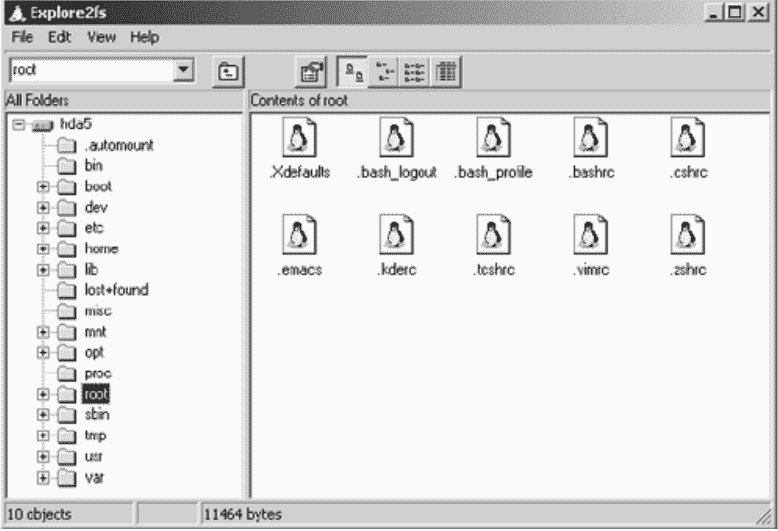 Explore2fs
File Edt View Help
root
All Folders
Contents of root
hda5
.automount
bin
boot
dev
etc
home
lib
lost+found
misc
mnt
opt
proc
root
sbin
tmp
usr
var
.Xdefaults .bash_logout .bash_profile .bashrc .cshrc
.emacs .kderc .tcshrc .vimrc .zshrc
10 objects 11464 bytes